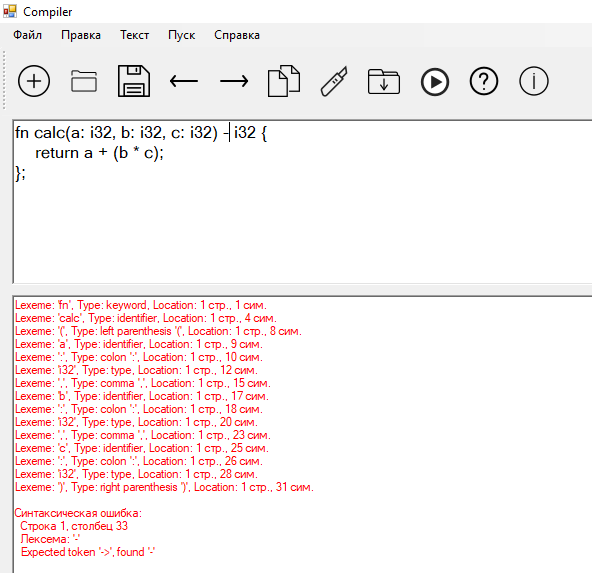 Compiler
Файл Правка Текст Пуск Справка
fn calc(a: i32, b: i32, c: i32) - i32 {
return a + (b * c);
};
Lexeme: 'fn', Type: keyword, Location: 1 стр., 1 сим.
Lexeme: 'calc', Type: identifier, Location: 1 стр., 4 сим.
Lexeme: '(', Type: left parenthesis '(', Location: 1 стр., 8 сим.
Lexeme: 'a', Type: identifier, Location: 1 стр., 9 сим.
Lexeme: ':', Type: colon ':', Location: 1 стр., 10 сим.
Lexeme: 'i32', Type: type, Location: 1 стр., 12 сим.
Lexeme: ',', Type: comma ',', Location: 1 стр., 15 сим.
Lexeme: 'b', Type: identifier, Location: 1 стр., 17 сим.
Lexeme: ':', Type: colon ':', Location: 1 стр., 18 сим.
Lexeme: 'i32', Type: type, Location: 1 стр., 20 сим.
Lexeme: ',', Type: comma ',', Location: 1 стр., 23 сим.
Lexeme: 'c', Type: identifier, Location: 1 стр., 25 сим.
Lexeme: ':', Type: colon ':', Location: 1 стр., 26 сим.
Lexeme: 'i32', Type: type, Location: 1 стр., 28 сим.
Lexeme: ')', Type: right parenthesis ')', Location: 1 стр., 31 сим.
Синтаксическая ошибка:
Строка 1, столбец 33
Лексема: '-'
Expected token '->', found '-'